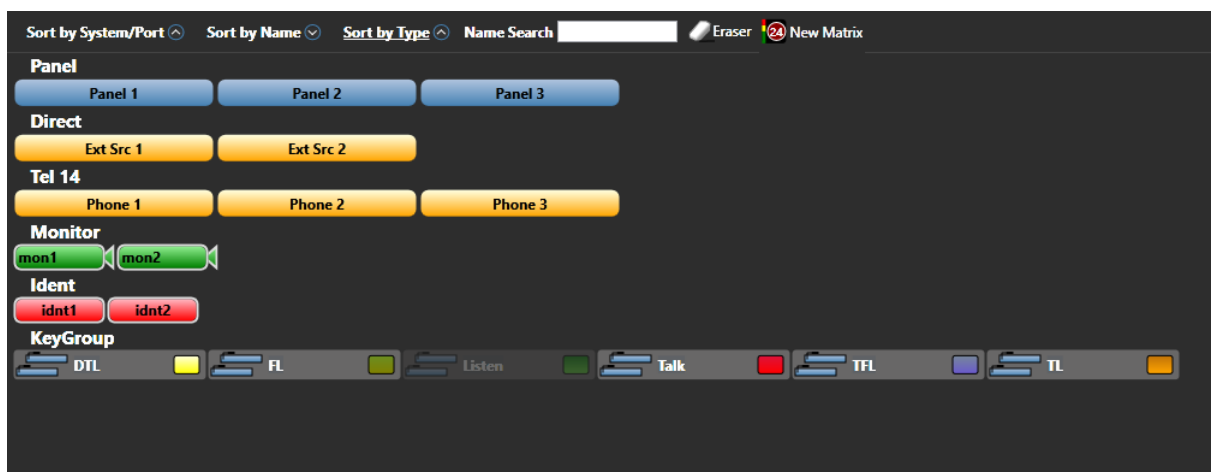 Sort by System/Port Sort by Name Sort by Type Name Search Eraser 24 New Matrix
Panel
Panel 1 Panel 2 Panel 3
Direct
Ext Src 1 Ext Src 2
Tel 14
Phone 1 Phone 2 Phone 3
Monitor
mon1 mon2
Ident
idnt1 idnt2
KeyGroup
DTL FL Listen Talk TFL TL